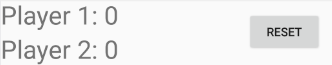 Player 1: 0
Player 2: 0
RESET